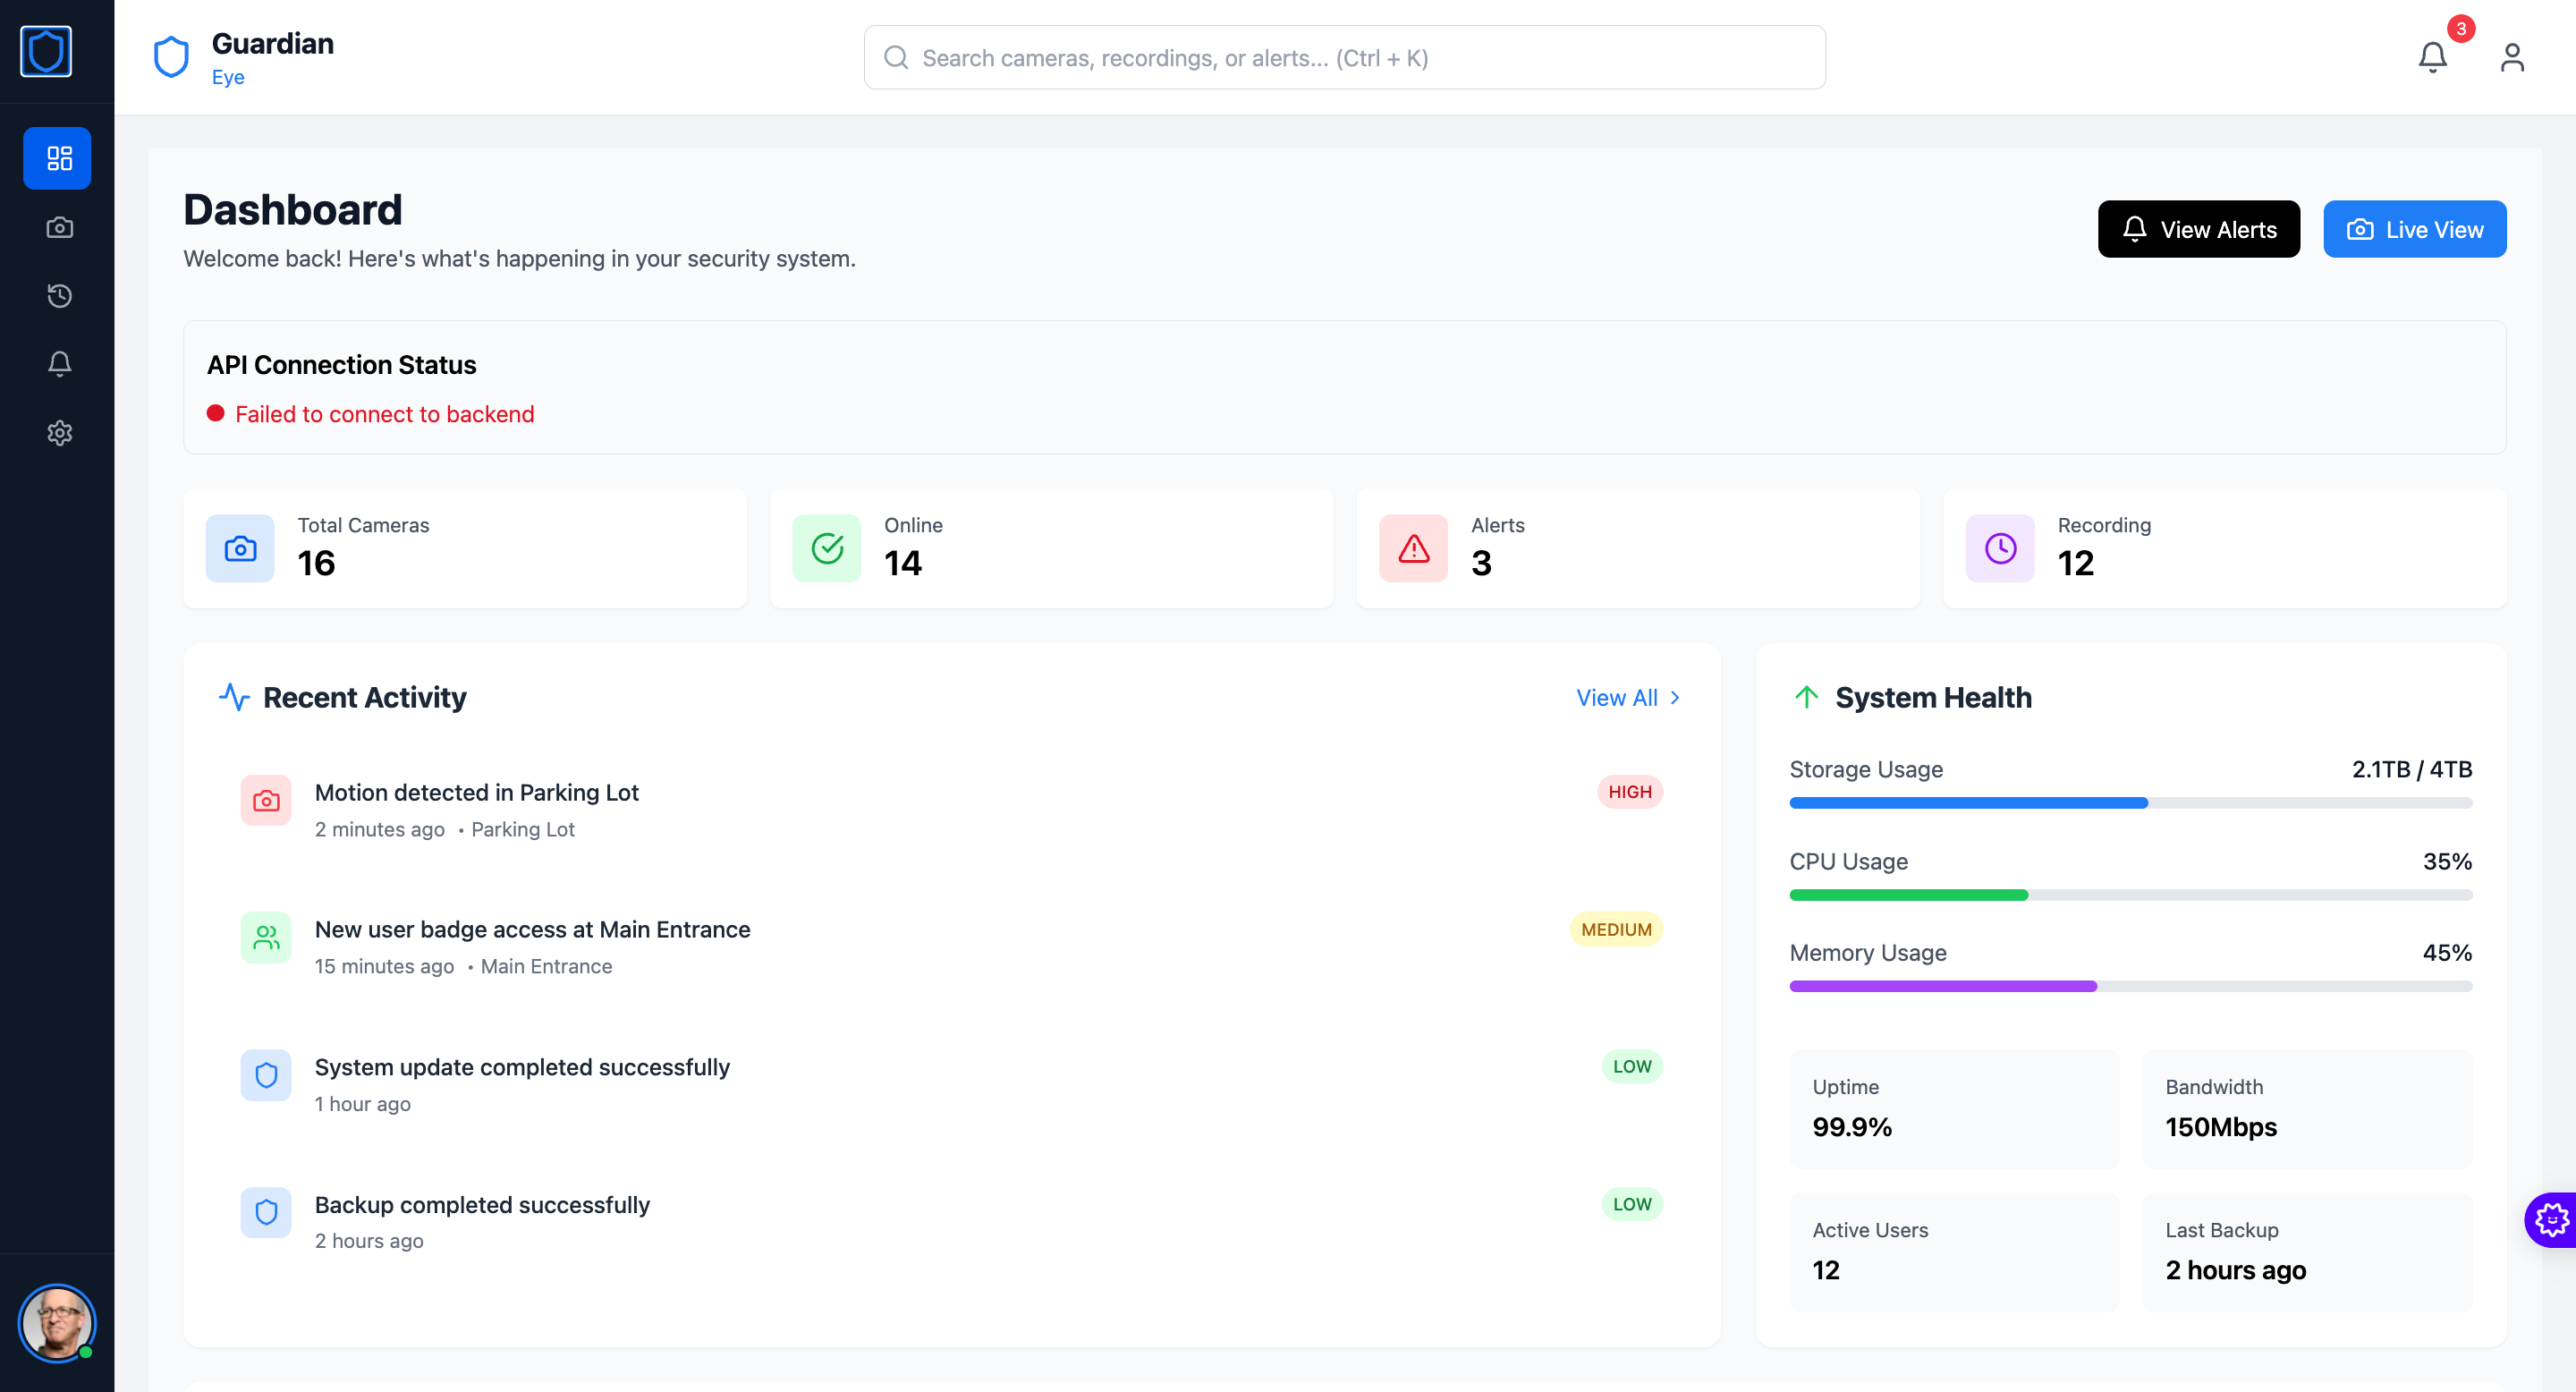 Guardian
Eye
Search cameras, recordings, or alerts... (Ctrl + K)
3
Dashboard
Welcome back! Here's what's happening in your security system.
View Alerts
Live View
API Connection Status
Failed to connect to backend
Total Cameras
16
Online
14
Alerts
3
Recording
12
Recent Activity
View All
Motion detected in Parking Lot
HIGH
2 minutes ago • Parking Lot
New user badge access at Main Entrance
MEDIUM
15 minutes ago • Main Entrance
System update completed successfully
LOW
1 hour ago
Backup completed successfully
LOW
2 hours ago
System Health
Storage Usage 2.1TB / 4TB
CPU Usage 35%
Memory Usage 45%
Uptime
99.9%
Bandwidth
150Mbps
Active Users
12
Last Backup
2 hours ago